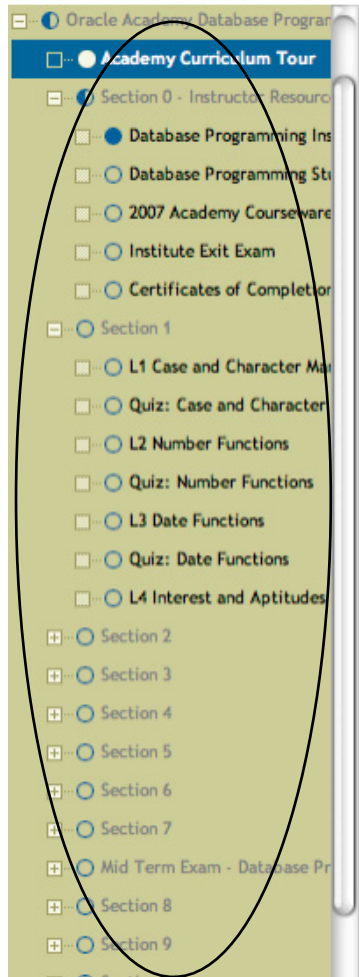 Oracle Academy Database Program
Academy Curriculum Tour
Section 0 - Instructor Resourc
Database Programming Ins
Database Programming Stu
2007 Academy Courseware
Institute Exit Exam
Certificates of Completion
Section 1
L1 Case and Character Ma
Quiz: Case and Character
L2 Number Functions
Quiz: Number Functions
L3 Date Functions
Quiz: Date Functions
L4 Interest and Aptitudes
Section 2
Section 3
Section 4
Section 5
Section 6
Section 7
Mid Term Exam - Database Pr
Section 8
Section 9